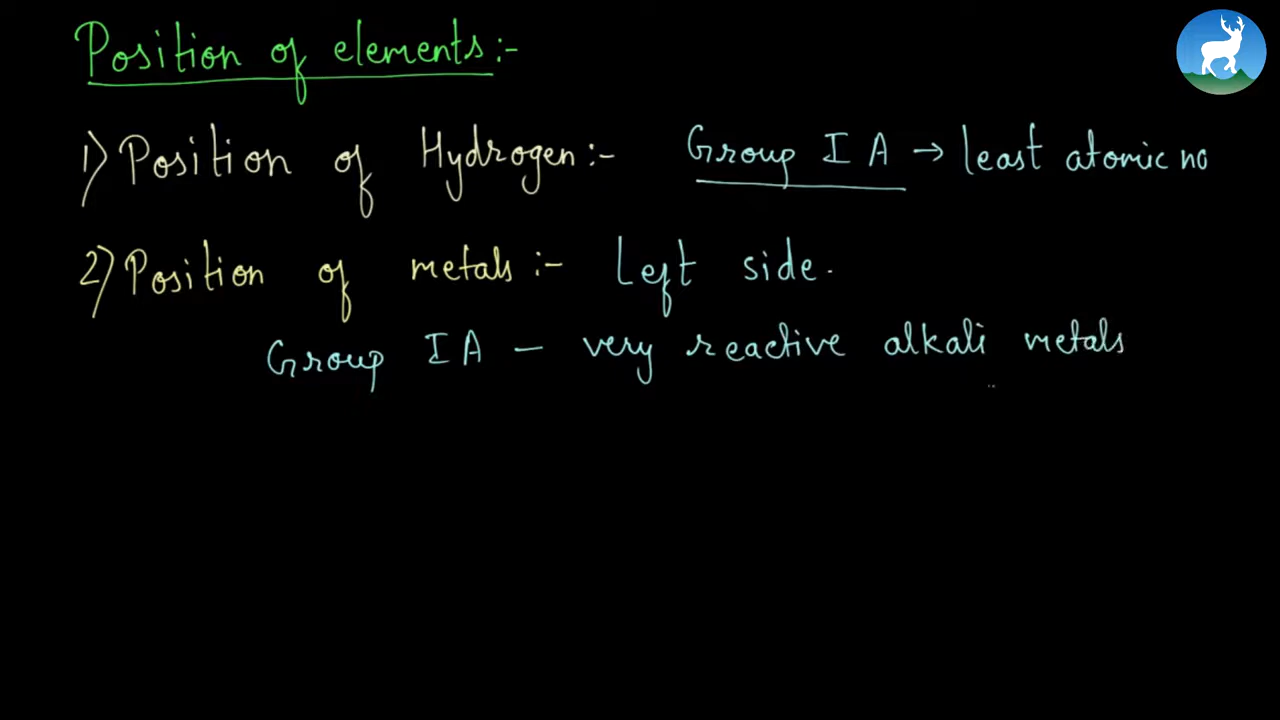 Position of elements:-
1) Position of Hydrogen:- Group I A → least atomic no
2) Position of metals:- Left side.
Group I A - very reactive alkali metals